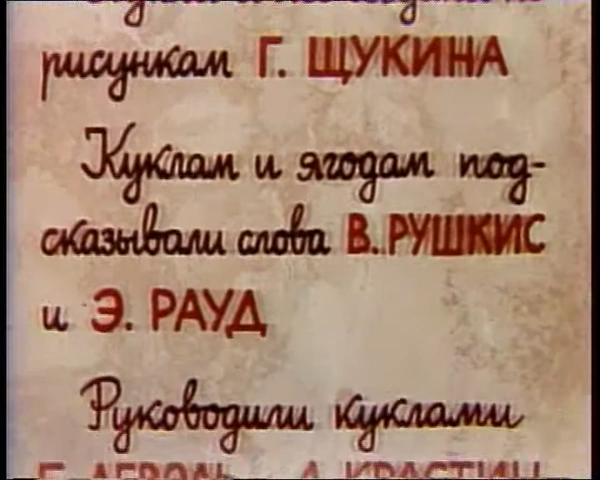 рисункам Г. ЩУКИНА
Куклам и ягодам под-
сказывали слова В. РУШКИС
и Э. РАУД
Руководили куклами